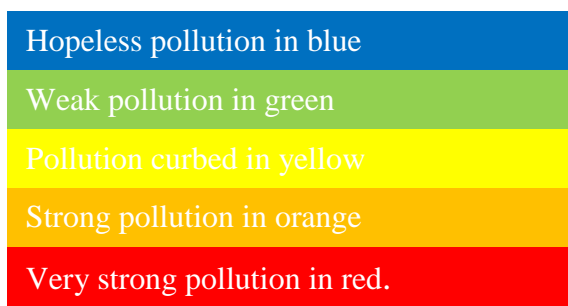 Hopeless pollution in blue
Weak pollution in green
Pollution curbed in yellow
Strong pollution in orange
Very strong pollution in red.